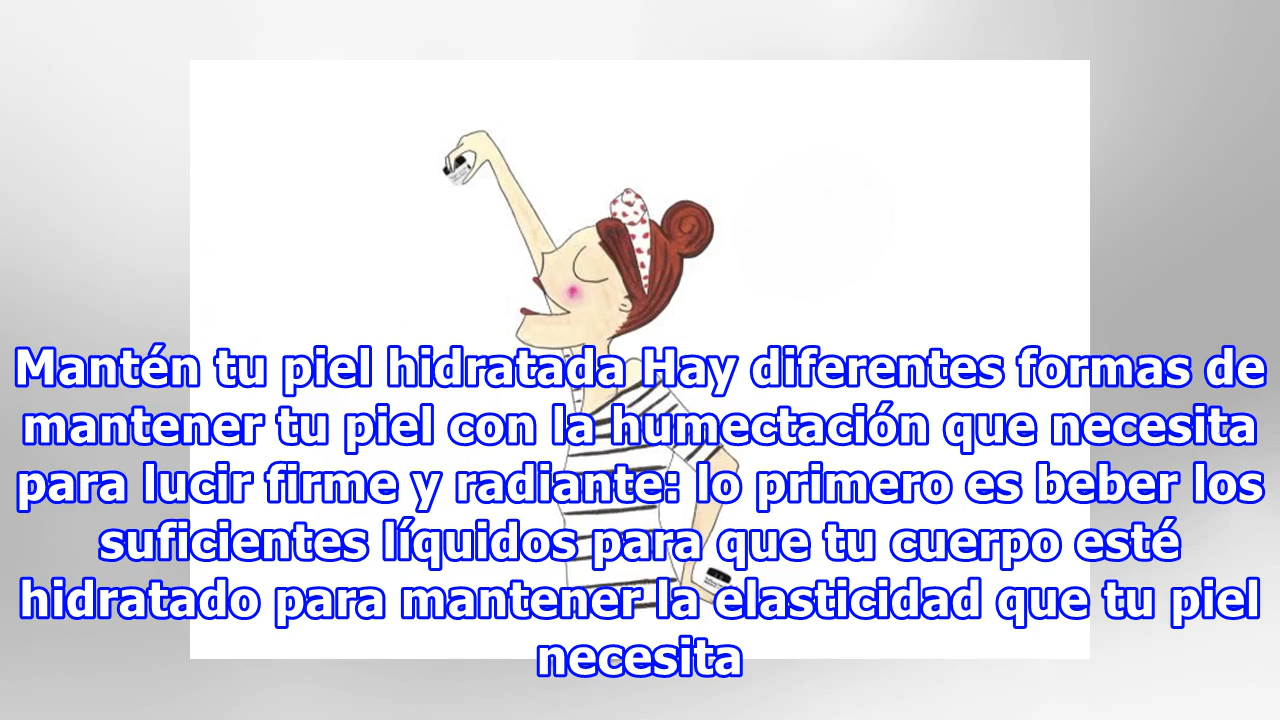 Mantén tu piel hidratada Hay diferentes formas de
mantener tu piel con la humectación que necesita
para lucir firme y radiante: lo primero es beber los
suficientes líquidos para que tu cuerpo esté
hidratado para mantener la elasticidad que tu piel
necesita